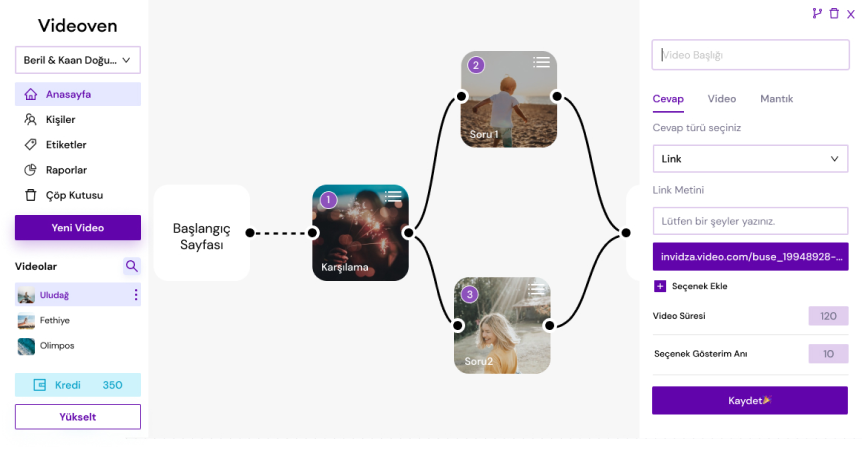 Videoven
Beril & Kaan Doğu...
Anasayfa
Kişiler
Etiketler
Raporlar
Çöp Kutusu
Yeni Video
Videolar
Uludağ
Fethiye
Olimpos
Kredi 350
Yükselt
Başlangıç
Sayfası
1
Karşılama
2
Soru 1
3
Soru2
X
Video Başlığı
Cevap Video Mantık
Cevap türü seçiniz
Link
Link Metini
Lütfen bir şeyler yazınız.
invidza.video.com/buse_19948928-...
Seçenek Ekle
Video Süresi 120
Seçenek Gösterim Anı 10
Kaydet🎉